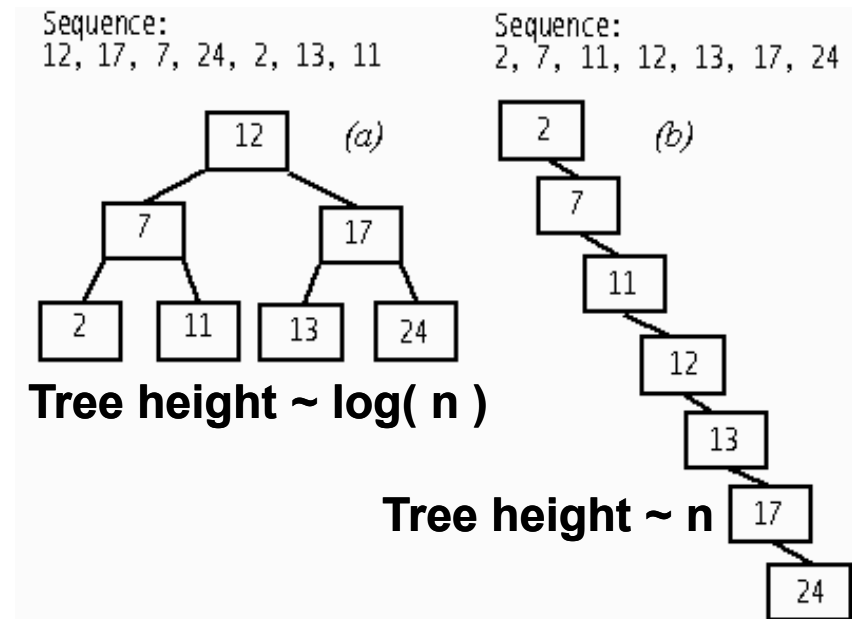 Sequence:
12, 17, 7, 24, 2, 13, 11
12
(a)
7
17
2
11
13
24
Tree height ~ log( n )
Sequence:
2, 7, 11, 12, 13, 17, 24
2
(b)
7
11
12
13
Tree height ~ n
17
24